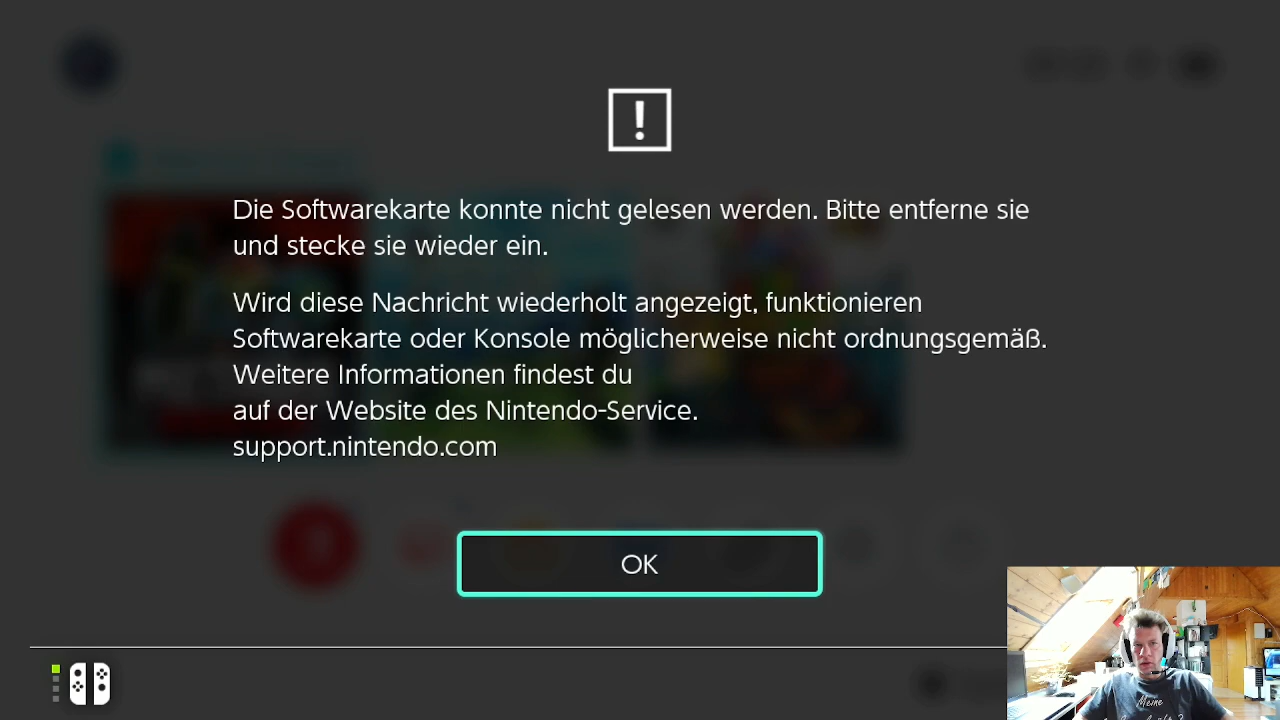 !
Die Softwarekarte konnte nicht gelesen werden. Bitte entferne sie
und stecke sie wieder ein.
Wird diese Nachricht wiederholt angezeigt, funktionieren
Softwarekarte oder Konsole möglicherweise nicht ordnungsgemäß.
Weitere Informationen findest du
auf der Website des Nintendo-Service.
support.nintendo.com
OK
Meine